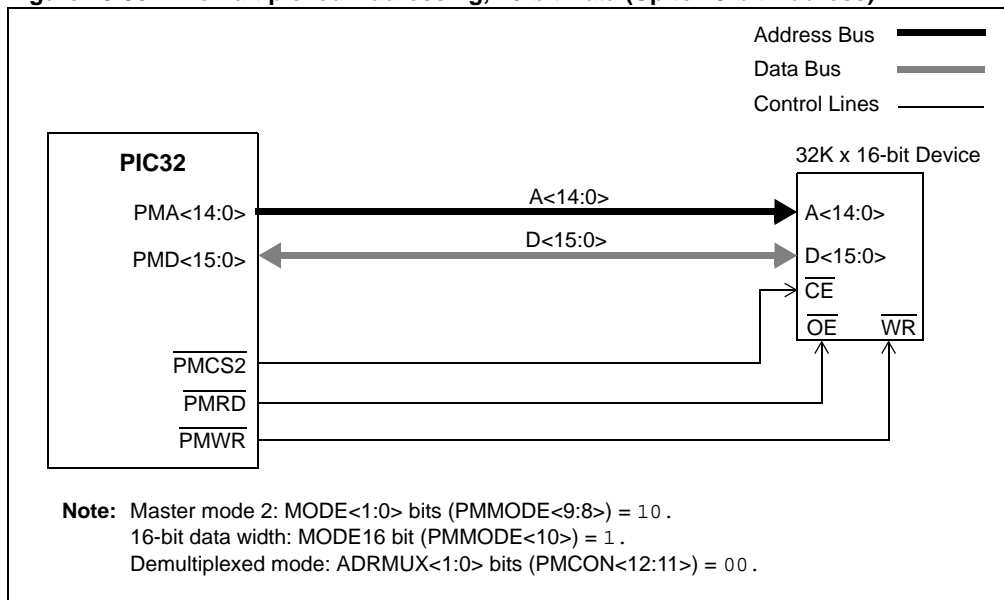 Address Bus
Data Bus
Control Lines
PIC32
32K x 16-bit Device
PMA<14:0>
A<14:0>
A<14:0>
PMD<15:0>
D<15:0>
D<15:0>
CE
OE WR
PMCS2
PMRD
PMWR
Note: Master mode 2: MODE<1:0> bits (PMMODE<9:8>) = 10.
16-bit data width: MODE16 bit (PMMODE<10>) = 1.
Demultiplexed mode: ADRMUX<1:0> bits (PMCON<12:11>) = 00.